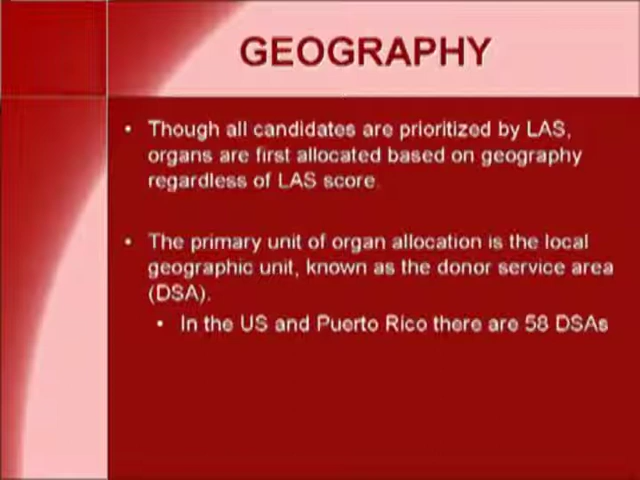 GEOGRAPHY
• Though all candidates are prioritized by LAS,
organs are first allocated based on geography
regardless of LAS score.
• The primary unit of organ allocation is the local
geographic unit, known as the donor service area
(DSA).
• In the US and Puerto Rico there are 58 DSAs